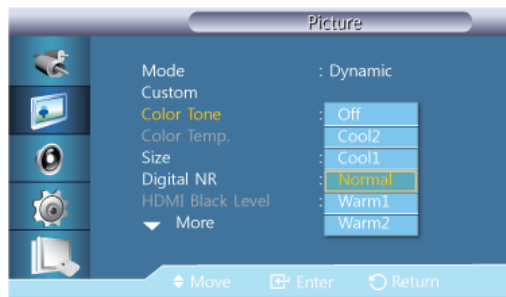 Picture
Mode : Dynamic
Custom
Color Tone : Off
Color Temp. Cool2
Size : Cool1
Digital NR : Normal
HDMI Black Level : Warm1
More Warm2
Move Enter Return